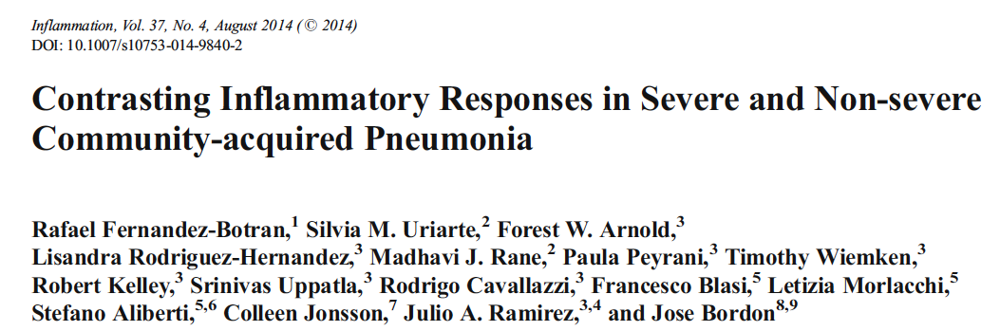 Inflammation, Vol. 37, No. 4, August 2014 (© 2014)
DOI: 10.1007/s10753-014-9840-2
Contrasting Inflammatory Responses in Severe and Non-severe
Community-acquired Pneumonia
Rafael Fernandez-Botran,1 Silvia M. Uriarte,2 Forest W. Arnold,3
Lisandra Rodriguez-Hernandez,3 Madhavi J. Rane,2 Paula Peyrani,3 Timothy Wiemken,3
Robert Kelley,3 Srinivas Uppatla,3 Rodrigo Cavallazzi,3 Francesco Blasi,5 Letizia Morlacchi,5
Stefano Aliberti,5,6 Colleen Jonsson,7 Julio A. Ramirez,3,4 and Jose Bordon8,9